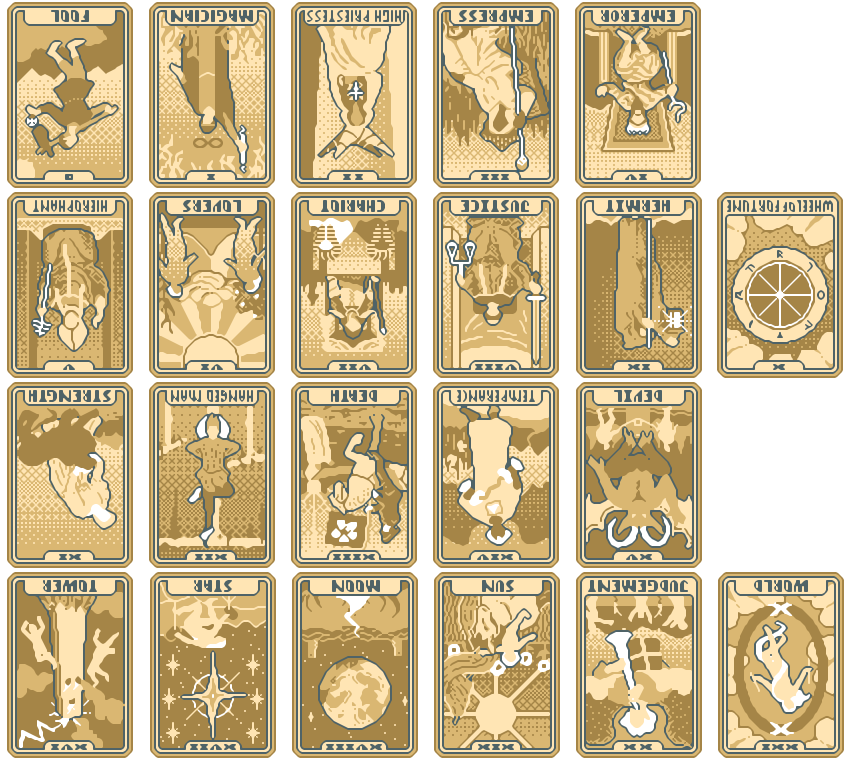 FOOL
0
MAGICIAN
I
HIGH PRIESTESS
II
EMPRESS
III
EMPEROR
IV
HIEROPHANT
V
LOVERS
VI
CHARIOT
VII
JUSTICE
VIII
HERMIT
IX
WHEEL OF FORTUNE
X
STRENGTH
XI
HANGED MAN
XII
DEATH
XIII
TEMPERANCE
XIV
DEVIL
XV
TOWER
XVI
STAR
XVII
MOON
XVIII
SUN
XIX
JUDGEMENT
XX
WORLD
XXI